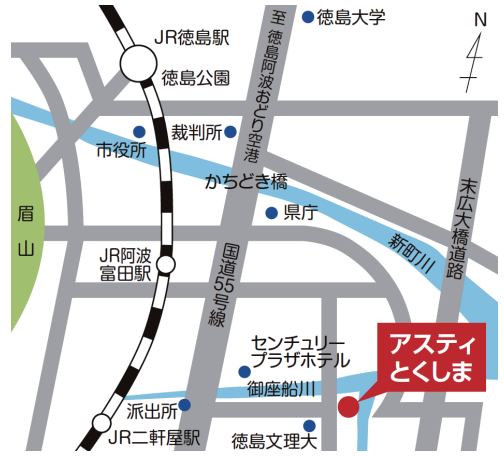 徳島大学
N
JR徳島駅
徳島公園
至 徳島阿波おどり空港
裁判所
市役所
かちどき橋
末広大橋道路
県庁
眉山
新町川
JR阿波
富田駅
国道55号線
センチュリー
プラザホテル
アスティ
とくしま
御座船川
派出所
JR二軒屋駅
徳島文理大